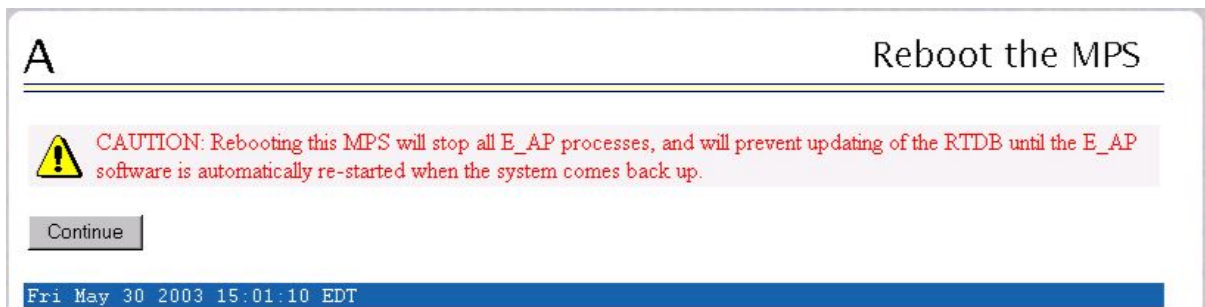 A
Reboot the MPS
CAUTION: Rebooting this MPS will stop all E_AP processes, and will prevent updating of the RTDB until the E_AP
software is automatically re-started when the system comes back up.
Continue
Fri May 30 2003 15:01:10 EDT